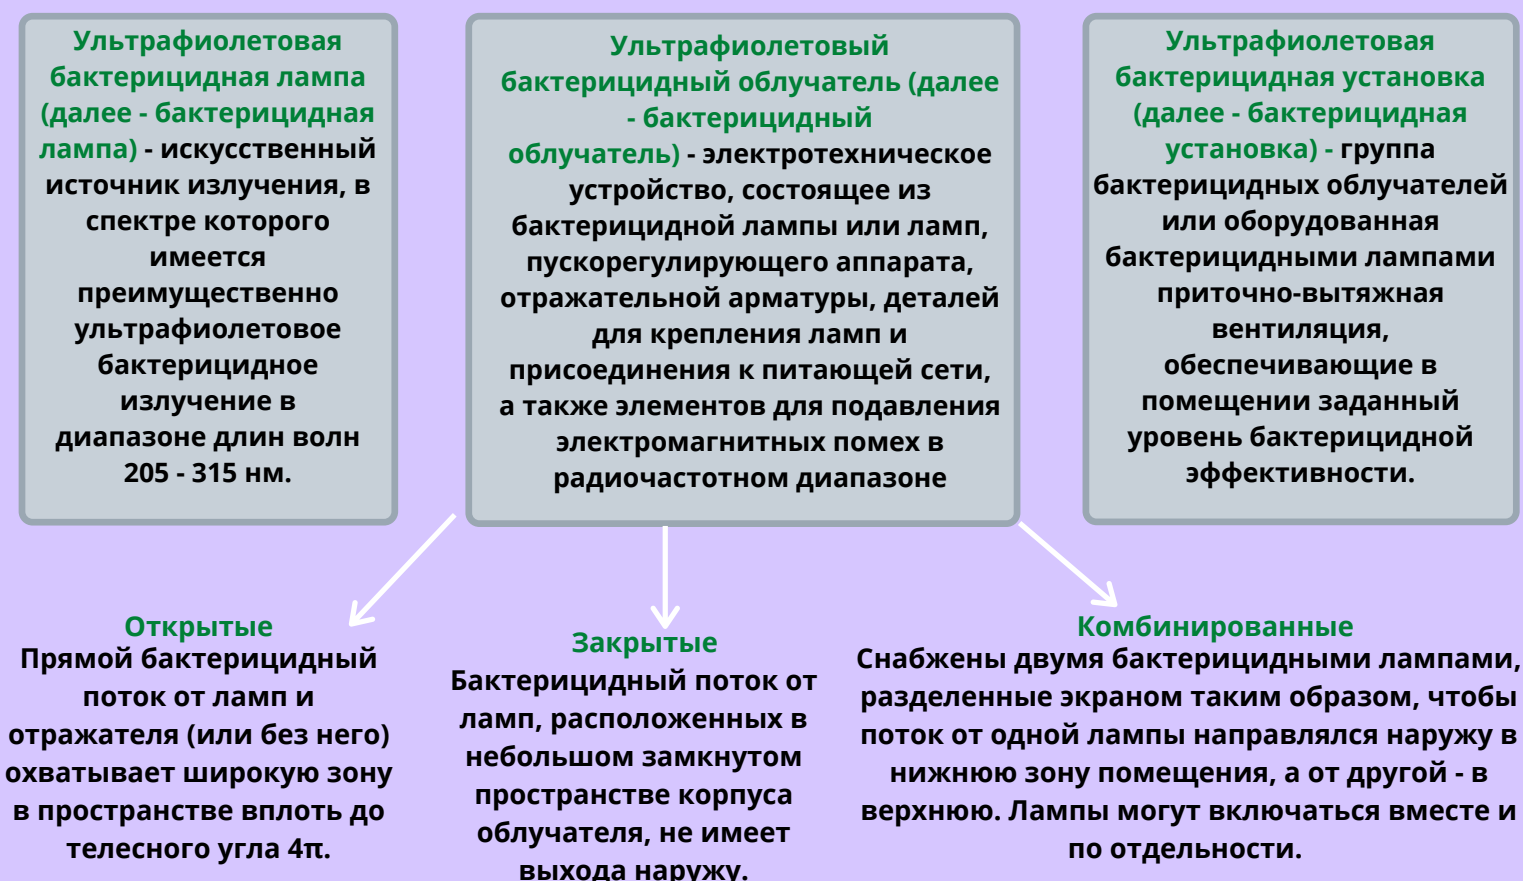 Ультрафиолетовая
бактерицидная лампа
(далее - бактерицидная
лампа) - искусственный
источник излучения, в
спектре которого
имеется
преимущественно
ультрафиолетовое
бактерицидное
излучение в
диапазоне длин волн
205 - 315 нм.
Ультрафиолетовый
бактерицидный облучатель (далее
- бактерицидный
облучатель) - электротехническое
устройство, состоящее из
бактерицидной лампы или ламп,
пускорегулирующего аппарата,
отражательной арматуры, деталей
для крепления ламп и
присоединения к питающей сети,
а также элементов для подавления
электромагнитных помех в
радиочастотном диапазоне
Ультрафиолетовая
бактерицидная установка
(далее - бактерицидная
установка) - группа
бактерицидных облучателей
или оборудованная
бактерицидными лампами
приточно-вытяжная
вентиляция,
обеспечивающие в
помещении заданный
уровень бактерицидной
эффективности.
Открытые
Прямой бактерицидный
поток от ламп и
отражателя (или без него)
охватывает широкую зону
в пространстве вплоть до
телесного угла 4π.
Закрытые
Бактерицидный поток от
ламп, расположенных в
небольшом замкнутом
пространстве корпуса
облучателя, не имеет
выхода наружу.
Комбинированные
Снабжены двумя бактерицидными лампами,
разделенные экраном таким образом, чтобы
поток от одной лампы направлялся наружу в
нижнюю зону помещения, а от другой - в
верхнюю. Лампы могут включаться вместе и
по отдельности.